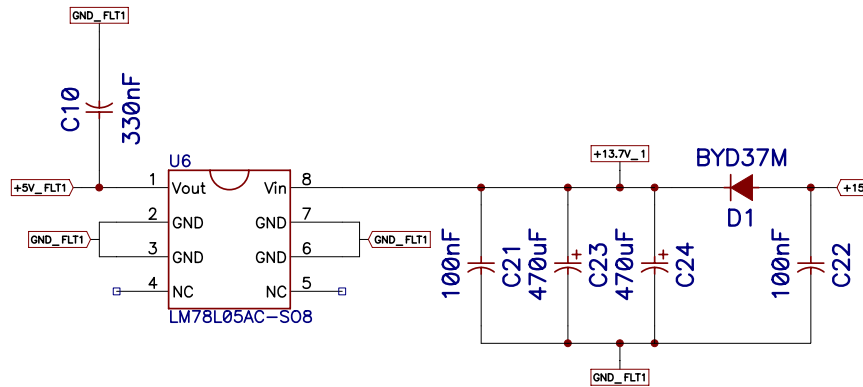 GND_FLT1
C10
330nF
U6
+5V_FLT1
1 Vout Vin 8
+13.7V_1
BYD37M
D1
+15
2 GND GND 7
GND_FLT1
GND_FLT1
3 GND GND 6
4 NC NC 5
LM78L05AC-SO8
100nF
C21
470uF
+
C23
470uF
+
C24
100nF
C22
GND_FLT1